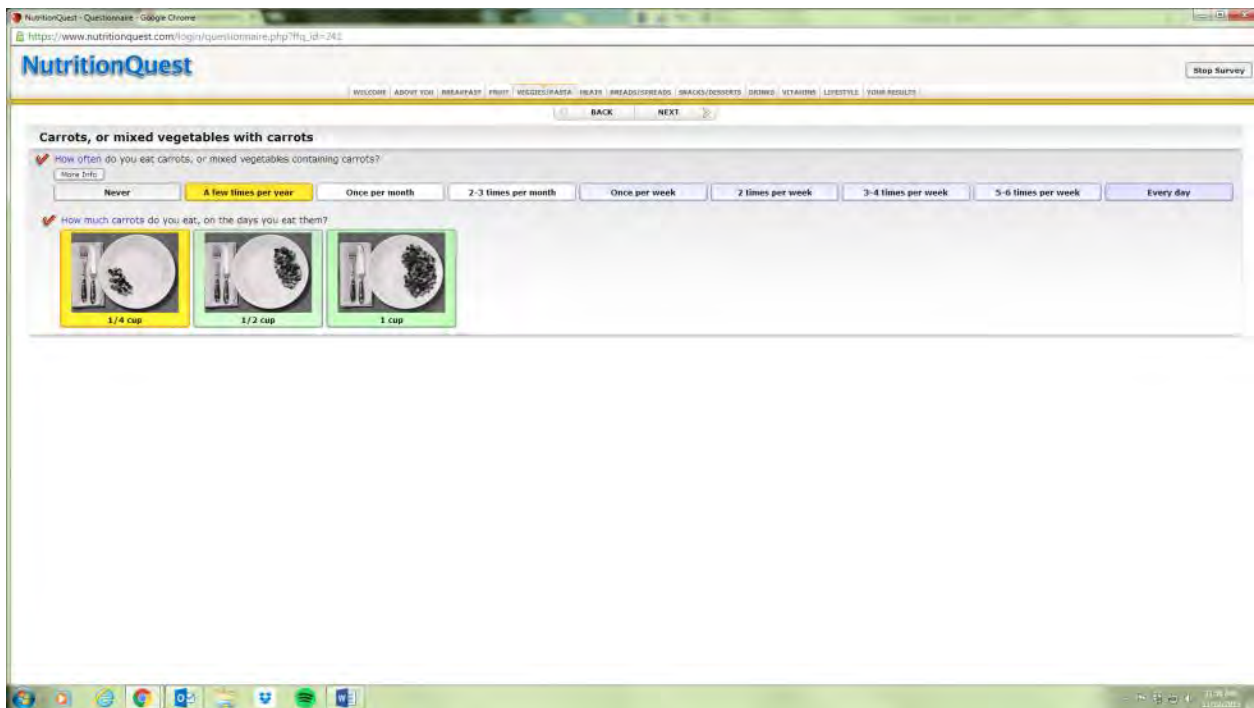 NutritionQuest - Questionnaire - Google Chrome
https://www.nutritionquest.com/login/questionnaire.php?ffq_id=242
NutritionQuest
Stop Survey
WELCOME ABOUT YOU BREAKFAST FRUIT VEGGIES/PASTA MEATS BREADS/SPREADS SNACKS/DESSERTS DRINKS VITAMINS LIFESTYLE YOUR RESULTS
BACK NEXT
Carrots, or mixed vegetables with carrots
How often do you eat carrots, or mixed vegetables containing carrots?
More Info
Never A few times per year Once per month 2-3 times per month Once per week 2 times per week 3-4 times per week 5-6 times per week Every day
How much carrots do you eat, on the days you eat them?
1/4 cup 1/2 cup 1 cup